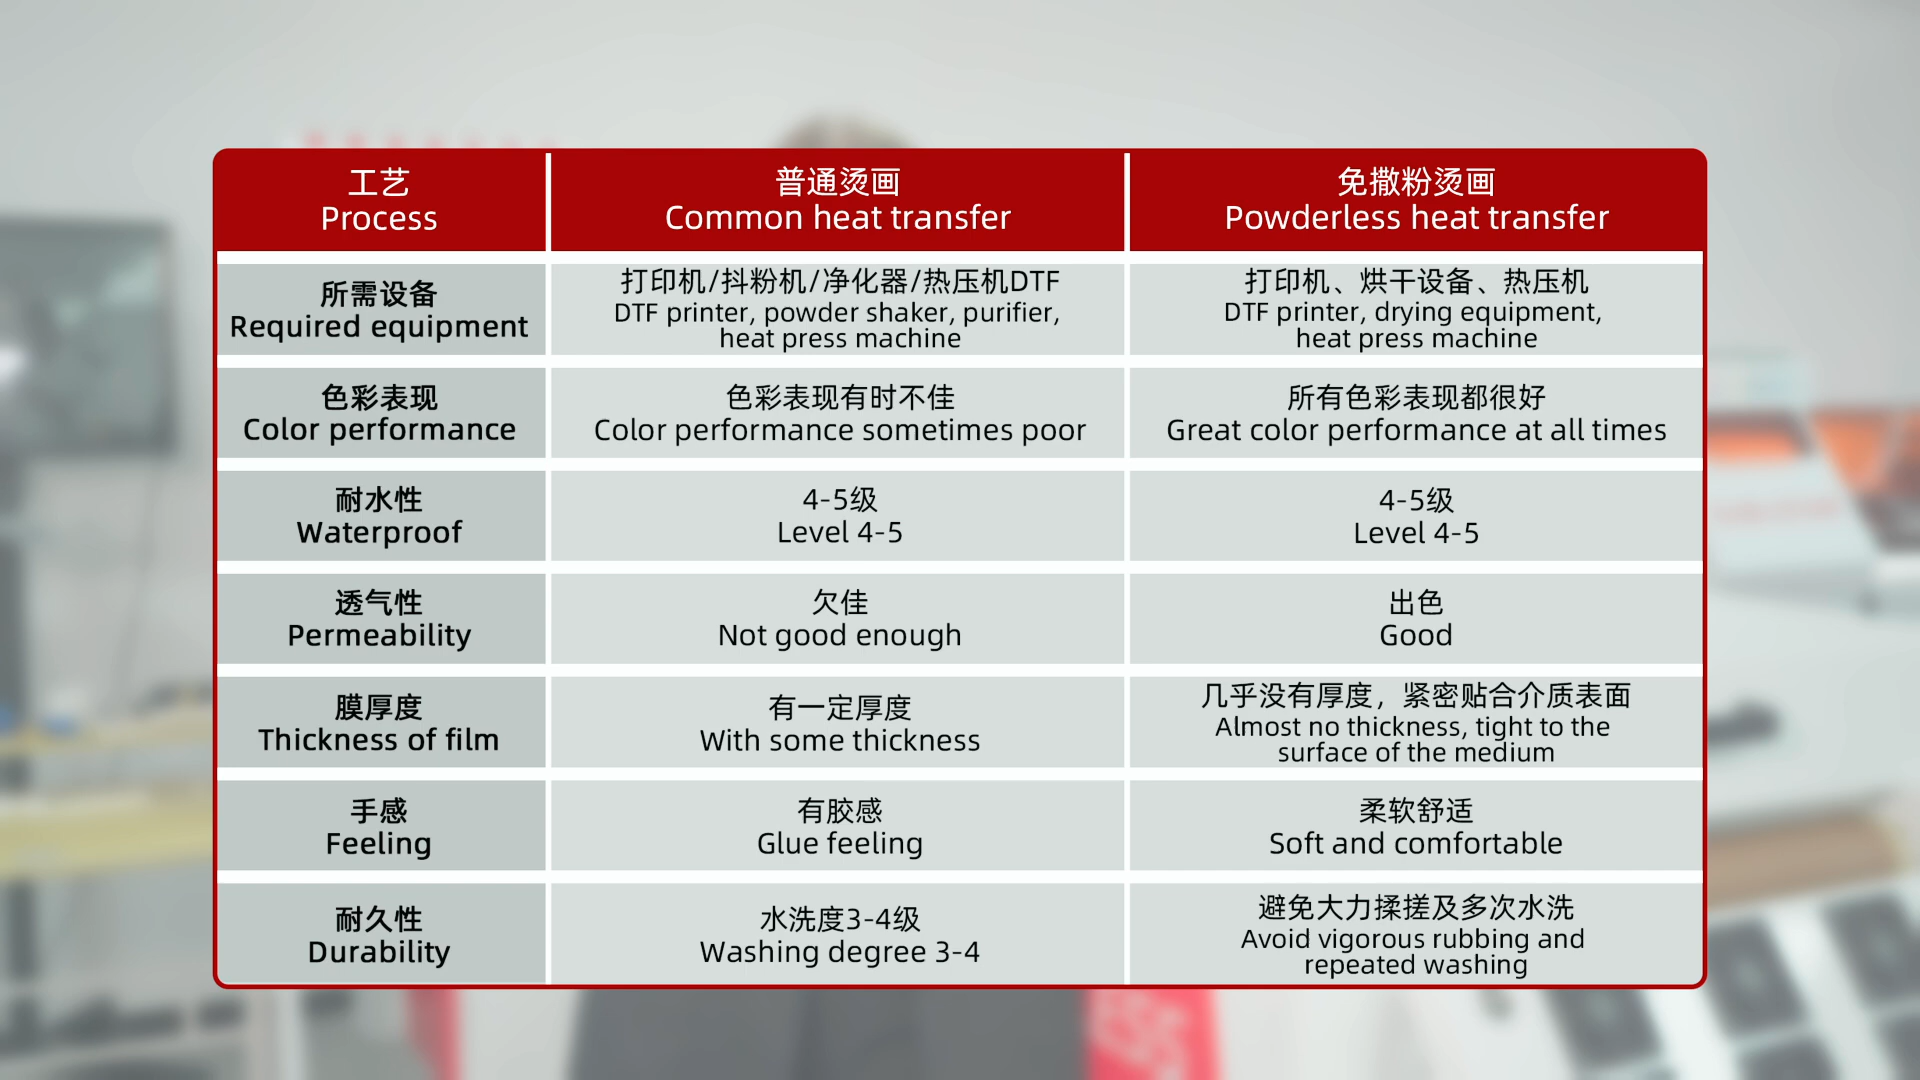 工艺
Process
普通烫画
Common heat transfer
免撒粉烫画
Powderless heat transfer
所需设备
Required equipment
打印机/抖粉机/净化器/热压机DTF
DTF printer, powder shaker, purifier,
heat press machine
打印机、烘干设备、热压机
DTF printer, drying equipment,
heat press machine
色彩表现
Color performance
色彩表现有时不佳
Color performance sometimes poor
所有色彩表现都很好
Great color performance at all times
耐水性
Waterproof
4-5级
Level 4-5
4-5级
Level 4-5
透气性
Permeability
欠佳
Not good enough
出色
Good
膜厚度
Thickness of film
有一定厚度
With some thickness
几乎没有厚度，紧密贴合介质表面
Almost no thickness, tight to the
surface of the medium
手感
Feeling
有胶感
Glue feeling
柔软舒适
Soft and comfortable
耐久性
Durability
水洗度3-4级
Washing degree 3-4
避免大力揉搓及多次水洗
Avoid vigorous rubbing and
repeated washing